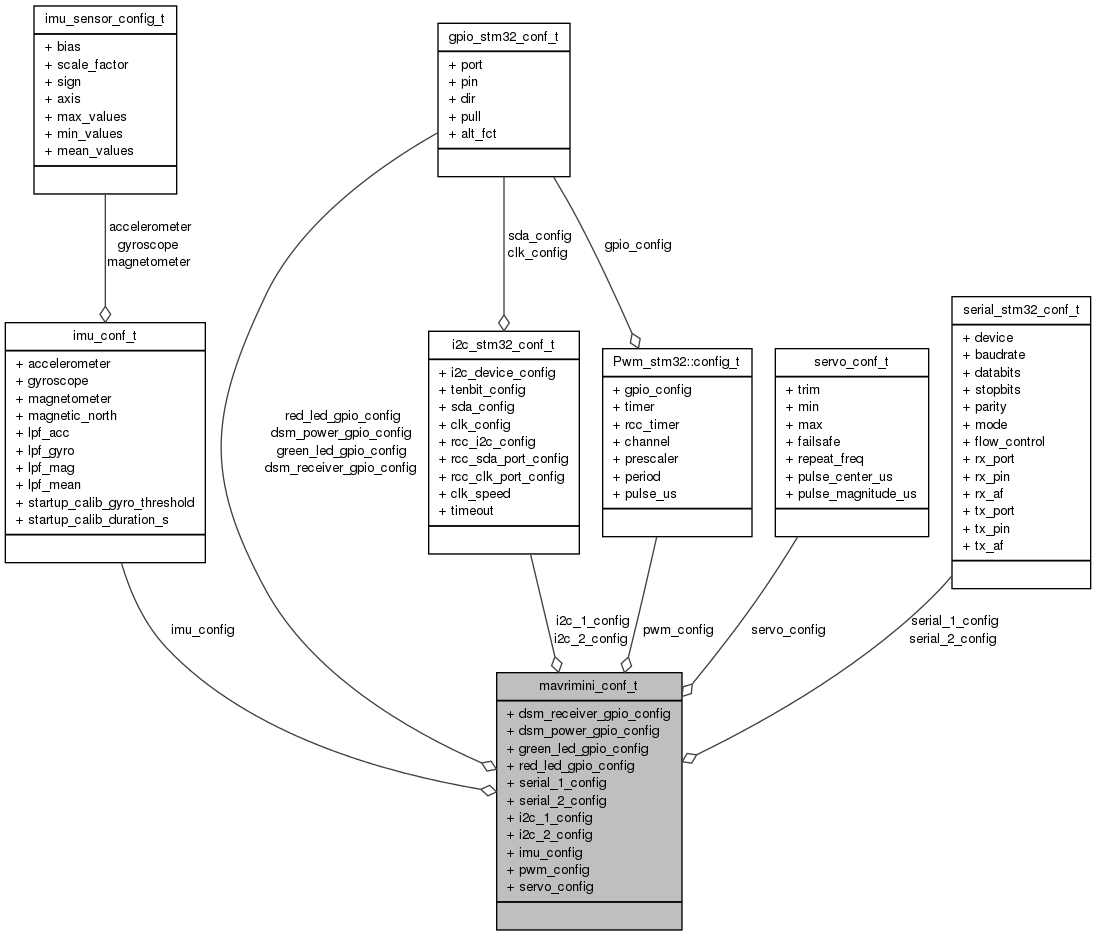 imu_sensor_config_t
+ bias
+ scale_factor
+ sign
+ axis
+ max_values
+ min_values
+ mean_values
gpio_stm32_conf_t
+ port
+ pin
+ dir
+ pull
+ alt_fct
accelerometer
gyroscope
magnetometer
sda_config
clk_config
gpio_config
imu_conf_t
+ accelerometer
+ gyroscope
+ magnetometer
+ magnetic_north
+ lpf_acc
+ lpf_gyro
+ lpf_mag
+ lpf_mean
+ startup_calib_gyro_threshold
+ startup_calib_duration_s
red_led_gpio_config
dsm_power_gpio_config
green_led_gpio_config
dsm_receiver_gpio_config
i2c_stm32_conf_t
+ i2c_device_config
+ tenbit_config
+ sda_config
+ clk_config
+ rcc_i2c_config
+ rcc_sda_port_config
+ rcc_clk_port_config
+ clk_speed
+ timeout
Pwm_stm32::config_t
+ gpio_config
+ timer
+ rcc_timer
+ channel
+ prescaler
+ period
+ pulse_us
servo_conf_t
+ trim
+ min
+ max
+ failsafe
+ repeat_freq
+ pulse_center_us
+ pulse_magnitude_us
serial_stm32_conf_t
+ device
+ baudrate
+ databits
+ stopbits
+ parity
+ mode
+ flow_control
+ rx_port
+ rx_pin
+ rx_af
+ tx_port
+ tx_pin
+ tx_af
imu_config
i2c_1_config
i2c_2_config
pwm_config
servo_config
serial_1_config
serial_2_config
mavrimini_conf_t
+ dsm_receiver_gpio_config
+ dsm_power_gpio_config
+ green_led_gpio_config
+ red_led_gpio_config
+ serial_1_config
+ serial_2_config
+ i2c_1_config
+ i2c_2_config
+ imu_config
+ pwm_config
+ servo_config